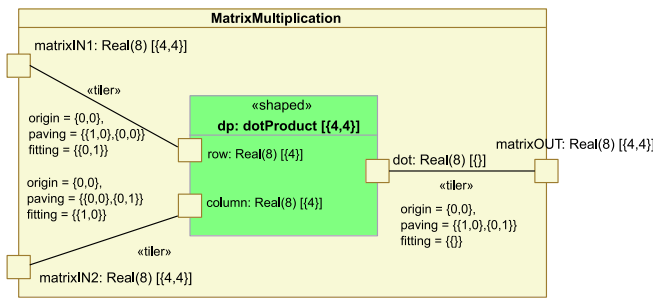 MatrixMultiplication
matrixIN1: Real(8) [{4,4}]
«tiler»
origin = {0,0},
paving = {{1,0},{0,0}}
fitting = {{0,1}}
«shaped»
dp: dotProduct [{4,4}]
row: Real(8) [{4}]
column: Real(8) [{4}]
origin = {0,0},
paving = {{0,0},{0,1}}
fitting = {{1,0}}
«tiler»
matrixIN2: Real(8) [{4,4}]
dot: Real(8) [{}]
matrixOUT: Real(8) [{4,4}]
«tiler»
origin = {0,0},
paving = {{1,0},{0,1}}
fitting = {{}}